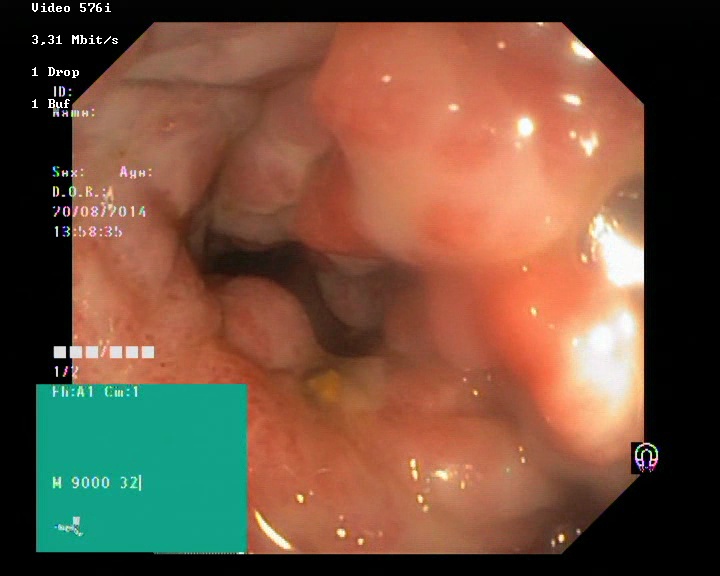 Video 576i
3,31 Mbit/s
1 Drop
ID:
1 Buf
Name:
Sex: Age:
D.O.B.:
20/08/2014
13:58:35
1/2
Eh:A1 Cm:1
M 9000 32